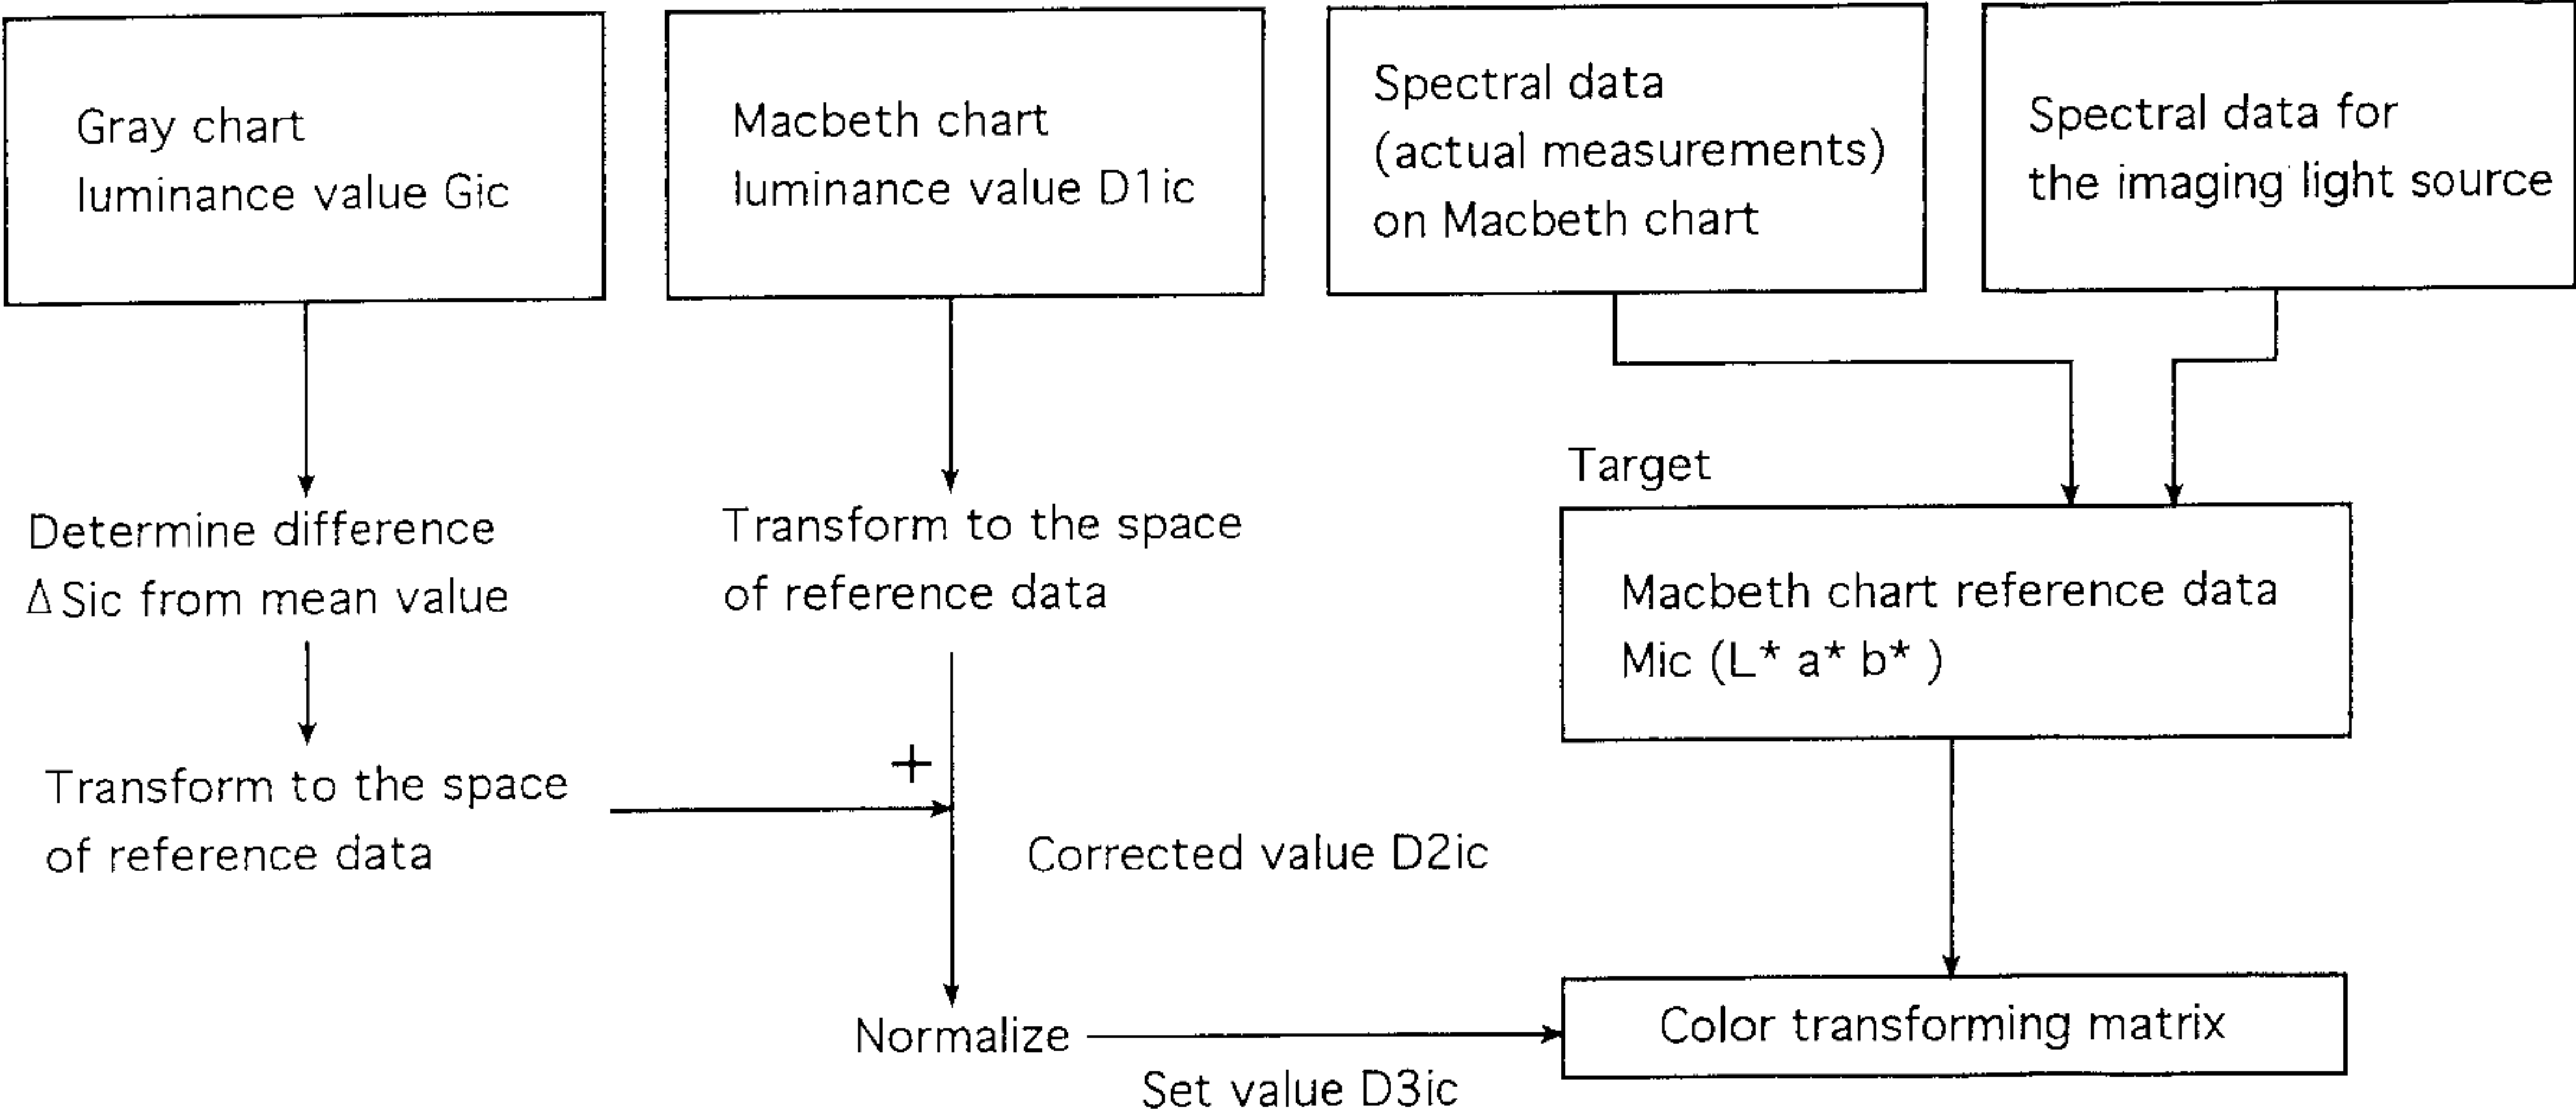 Gray chart
luminance value Gic
Macbeth chart
luminance value D1ic
Spectral data
(actual measurements)
on Macbeth chart
Spectral data for
the imaging light source
Determine difference
ΔSic from mean value
Transform to the space
of reference data
Target
Macbeth chart reference data
Mic (L* a* b* )
Transform to the space
of reference data
+
Corrected value D2ic
Normalize
Set value D3ic
Color transforming matrix